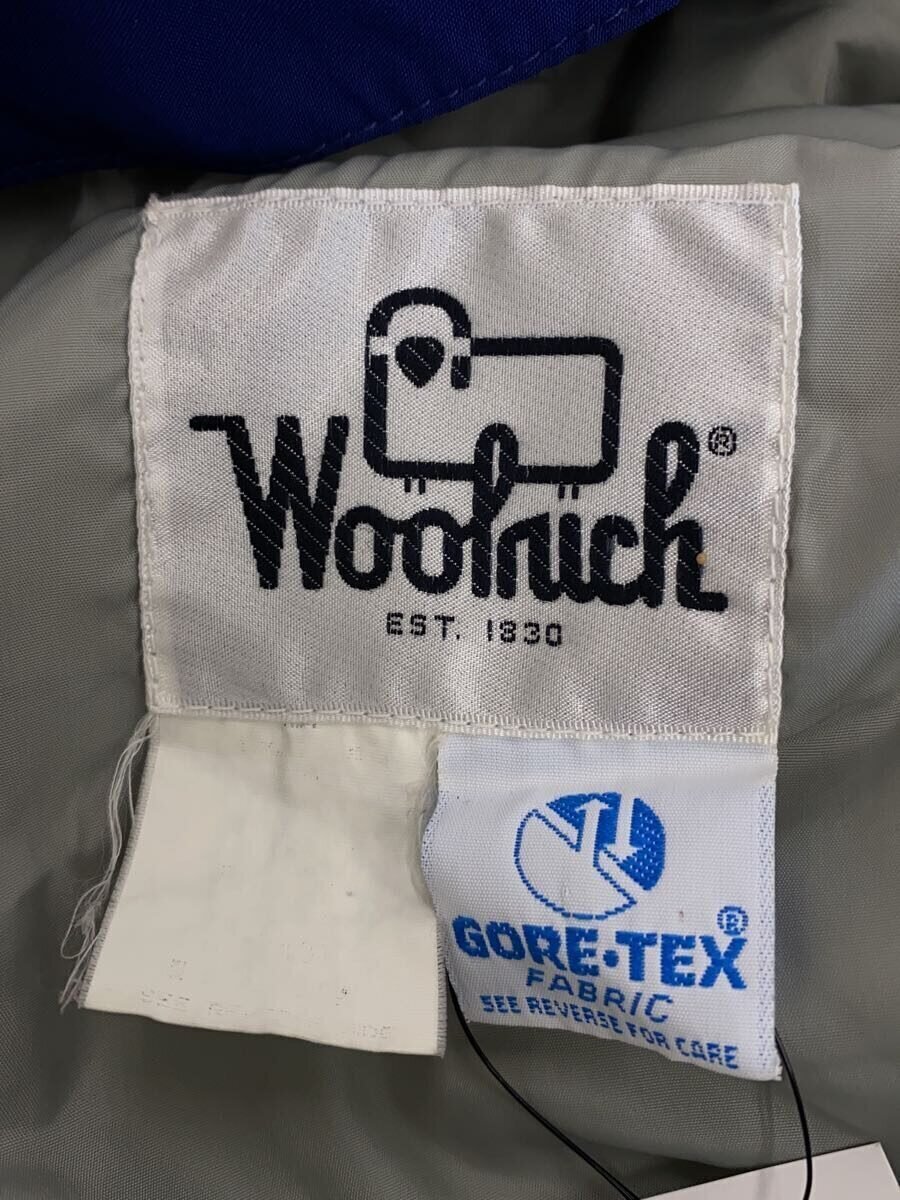 Woolrich®
EST. 1830
GORE-TEX®
FABRIC
SEE REVERSE FOR CARE